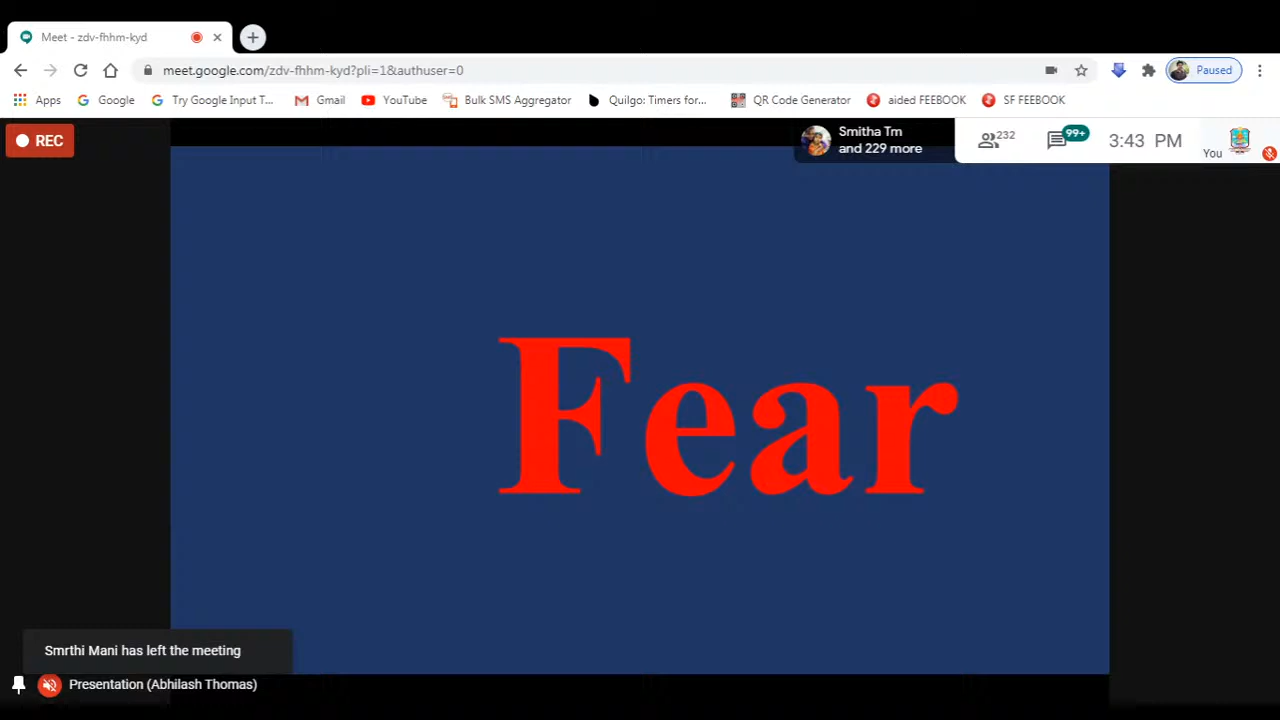 Meet - zdv-fhhm-kyd
meet.google.com/zdv-fhhm-kyd?pli=1&authuser=0
Paused
Apps
Google
Try Google Input T...
Gmail
YouTube
Bulk SMS Aggregator
Quilgo: Timers for...
QR Code Generator
aided FEEBOOK
SF FEEBOOK
REC
Smitha Tm
and 229 more
232
99+
3:43 PM
You
Fear
Smrthi Mani has left the meeting
Presentation (Abhilash Thomas)